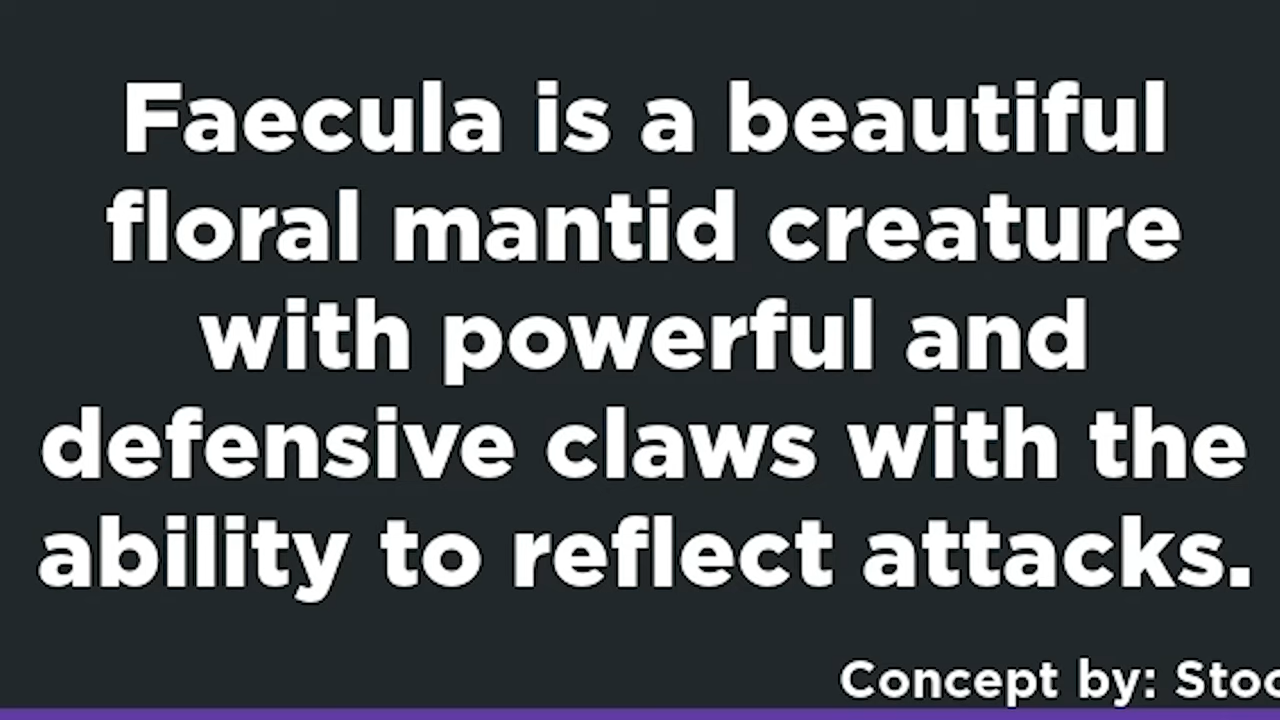 Faecula is a beautiful
floral mantid creature
with powerful and
defensive claws with the
ability to reflect attacks.
Concept by: